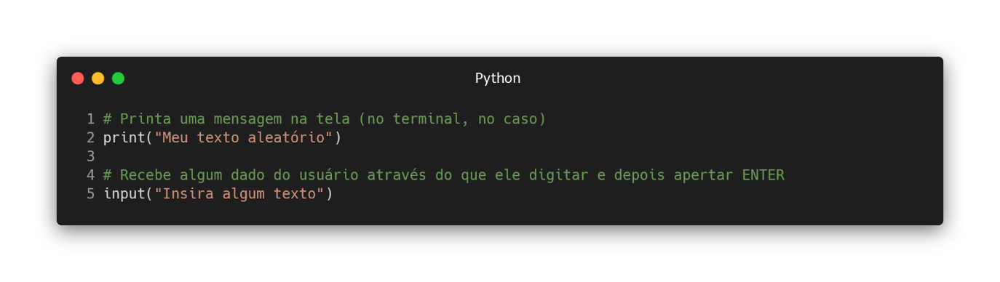 Python
1 # Printa uma mensagem na tela (no terminal, no caso)
2 print("Meu texto aleatório")
3
4 # Recebe algum dado do usuário através do que ele digitar e depois apertar ENTER
5 input("Insira algum texto")